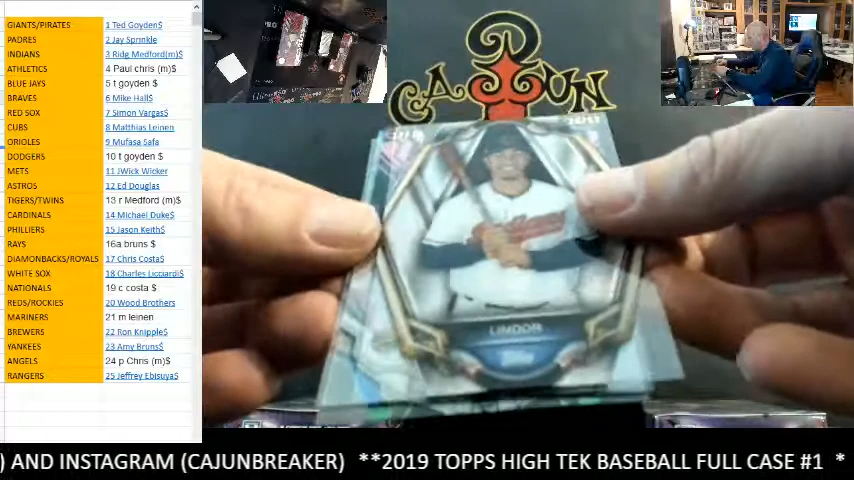 GIANTS/PIRATES 1 Ted Goyden$
PADRES 2 Jay Sprinkle
INDIANS 3 Ridg Medford(m)$
ATHLETICS 4 Paul chris (m)$
BLUE JAYS 5 t goyden $
BRAVES 6 Mike Hall$
RED SOX 7 Simon Vargas$
CUBS 8 Matthias Leinen
ORIOLES 9 Mufasa Safa
DODGERS 10 t goyden $
METS 11 JWick Wicker
ASTROS 12 Ed Douglas
TIGERS/TWINS 13 r Medford (m)$
CARDINALS 14 Michael Duke$
PHILLIERS 15 Jason Keith$
RAYS 16a bruns $
DIAMONBACKS/ROYALS 17 Chris Costa$
WHITE SOX 18 Charles Licciardi$
NATIONALS 19 c costa $
REDS/ROCKIES 20 Wood Brothers
MARINERS 21 m leinen
BREWERS 22 Ron Knipple$
YANKEES 23 Amy Bruns$
ANGELS 24 p Chris (m)$
RANGERS 25 Jeffrey Ebisuya$
CAJUN
LINDOR
) AND INSTAGRAM (CAJUNBREAKER) **2019 TOPPS HIGH TEK BASEBALL FULL CASE #1 *